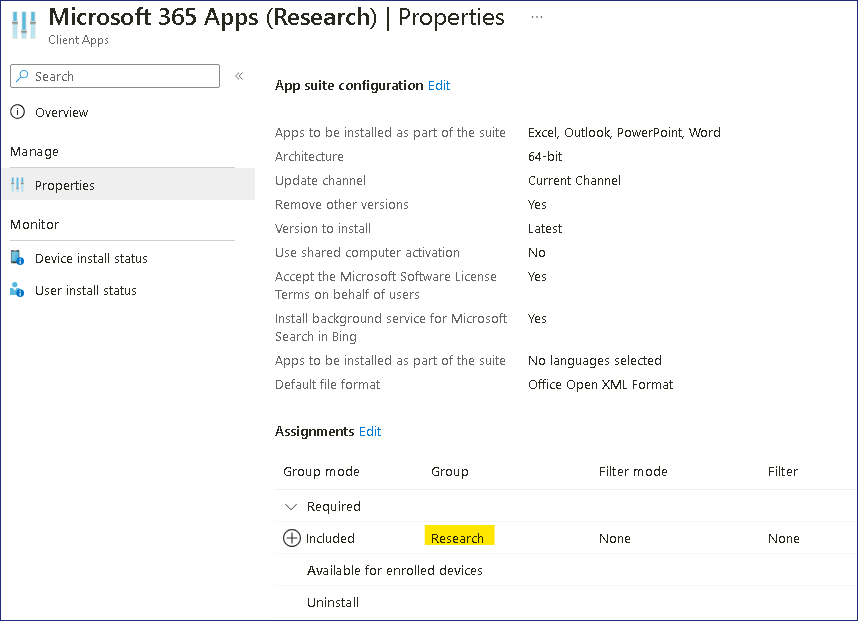 Microsoft 365 Apps (Research) | Properties ...
Client Apps
Search «
Overview
Manage
Properties
Monitor
Device install status
User install status
App suite configuration Edit
Apps to be installed as part of the suite Excel, Outlook, PowerPoint, Word
Architecture 64-bit
Update channel Current Channel
Remove other versions Yes
Version to install Latest
Use shared computer activation No
Accept the Microsoft Software License Yes
Terms on behalf of users
Install background service for Microsoft Yes
Search in Bing
Apps to be installed as part of the suite No languages selected
Default file format Office Open XML Format
Assignments Edit
Group mode Group Filter mode Filter
Required
Included Research None None
Available for enrolled devices
Uninstall